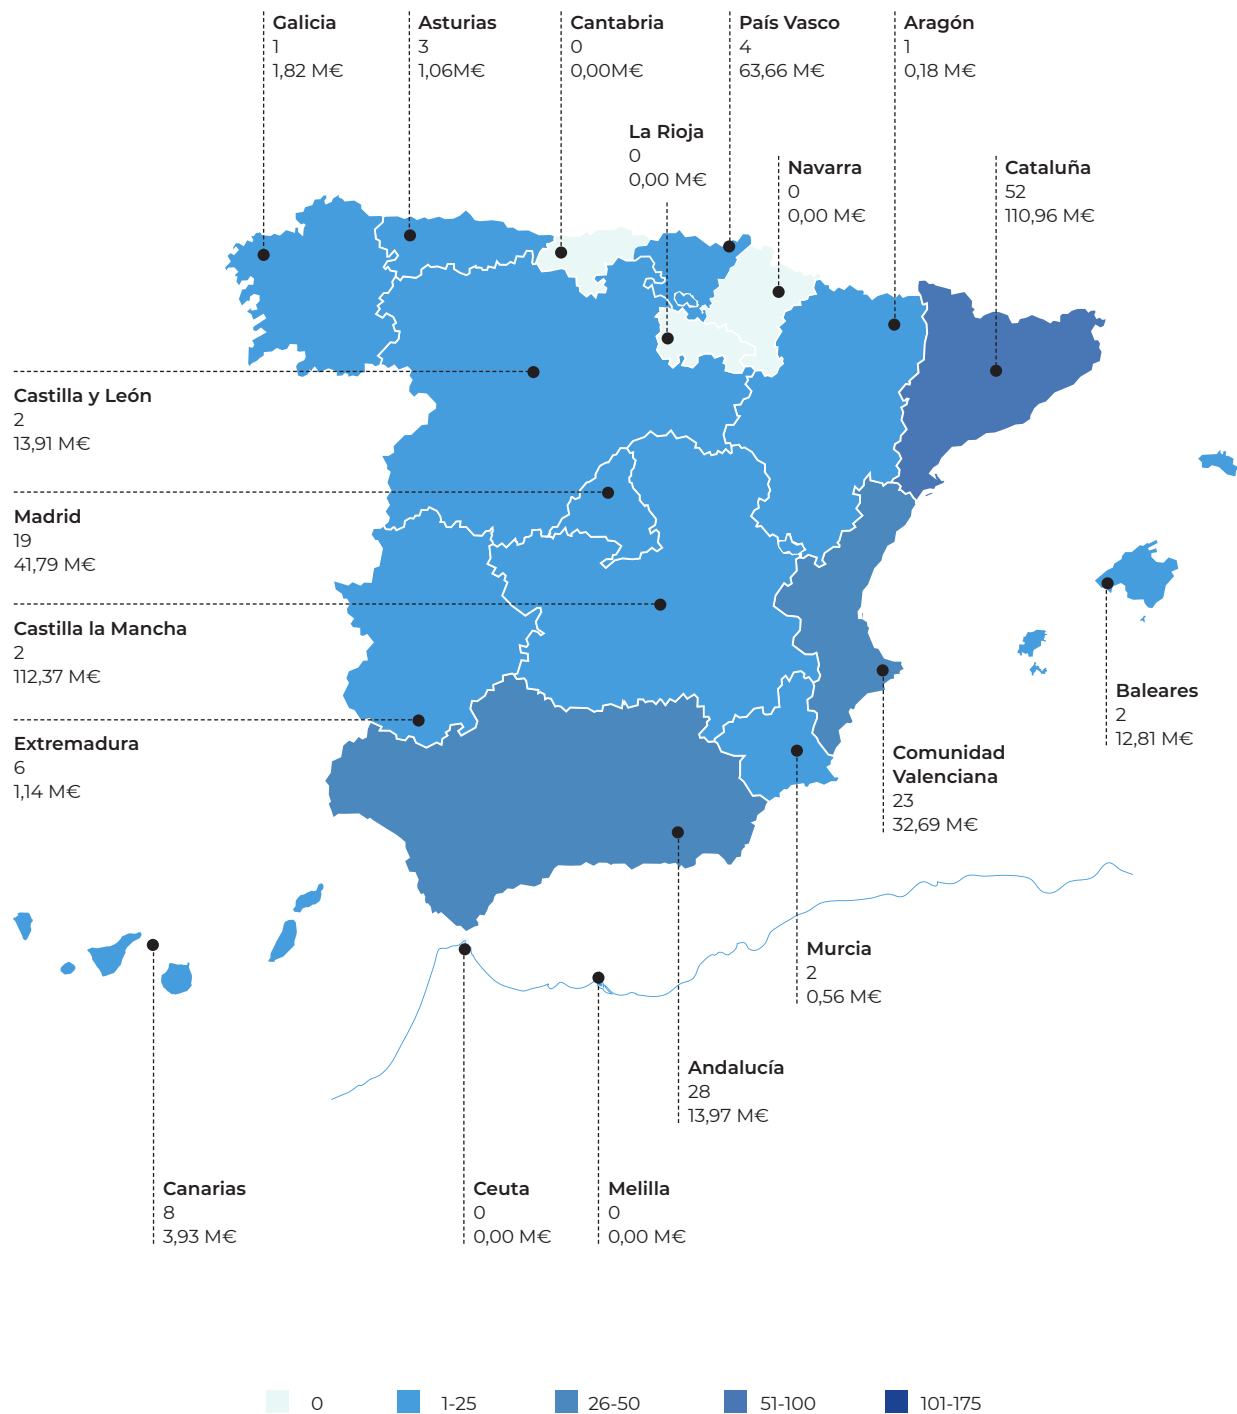 Galicia
1
1,82 M€
Asturias
3
1,06M€
Cantabria
0
0,00M€
País Vasco
4
63,66 M€
Aragón
1
0,18 M€
La Rioja
0
0,00 M€
Navarra
0
0,00 M€
Cataluña
52
110,96 M€
Castilla y León
2
13,91 M€
Madrid
19
41,79 M€
Castilla la Mancha
2
112,37 M€
Extremadura
6
1,14 M€
Baleares
2
12,81 M€
Comunidad
Valenciana
23
32,69 M€
Murcia
2
0,56 M€
Andalucía
28
13,97 M€
Canarias
8
3,93 M€
Ceuta
0
0,00 M€
Melilla
0
0,00 M€
0
1-25
26-50
51-100
101-175